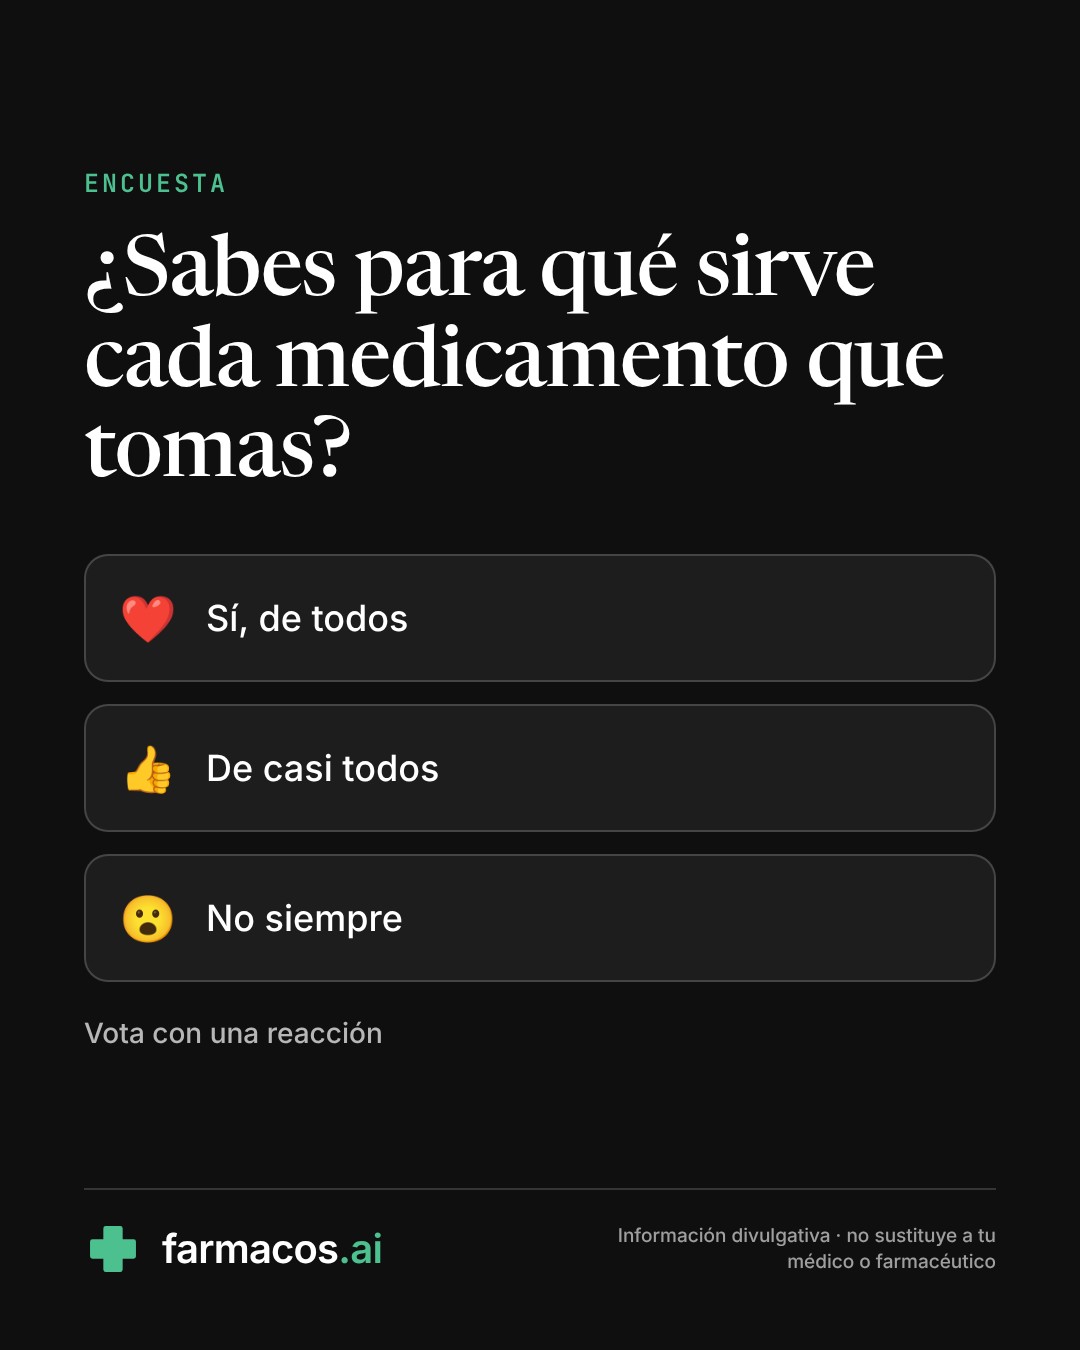 ENCUESTA
¿Sabes para qué sirve
cada medicamento que
tomas?
❤️ Sí, de todos
👍 De casi todos
😮 No siempre
Vota con una reacción
farmacos.ai
Información divulgativa · no sustituye a tu
médico o farmacéutico